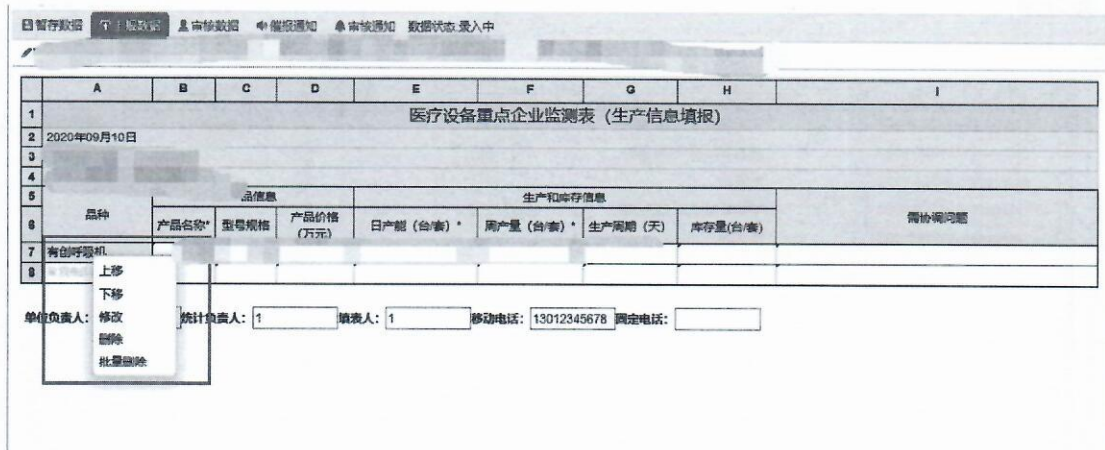 暂存数据 上报数据 审核数据 催报通知 审核通知 数据状态:录入中
A B C D E F G H I
1 医疗设备重点企业监测表（生产信息填报）
2 2020年09月10日
3
4
5 品信息 生产和库存信息
品种 需协调问题
6 产品名称* 型号规格 产品价格（万元） 日产能（台/套）* 周产量（台/套）* 生产周期（天） 库存量(台/套)
7 有创呼吸机
8
上移
下移
修改
删除
批量删除
单位负责人： 统计负责人： 1 填表人： 1 移动电话： 13012345678 固定电话：